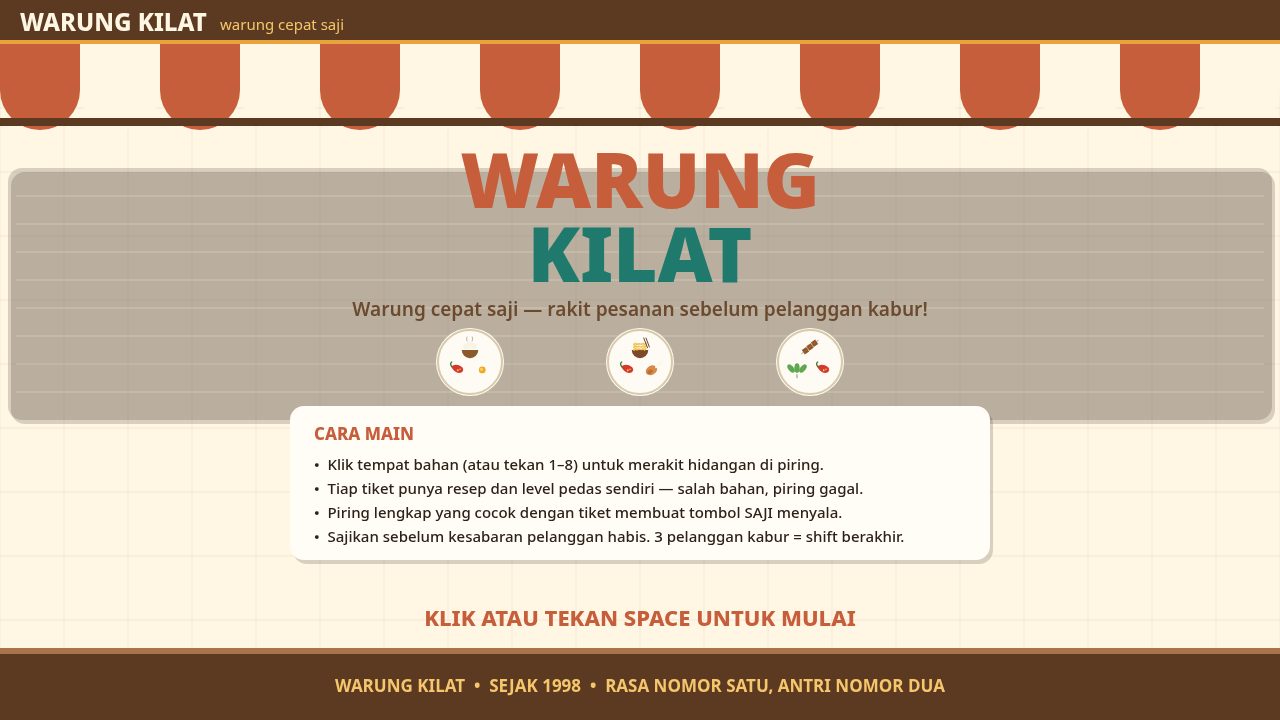 WARUNG KILAT warung cepat saji
WARUNG
KILAT
Warung cepat saji — rakit pesanan sebelum pelanggan kabur!
CARA MAIN
• Klik tempat bahan (atau tekan 1–8) untuk merakit hidangan di piring.
• Tiap tiket punya resep dan level pedas sendiri — salah bahan, piring gagal.
• Piring lengkap yang cocok dengan tiket membuat tombol SAJI menyala.
• Sajikan sebelum kesabaran pelanggan habis. 3 pelanggan kabur = shift berakhir.
KLIK ATAU TEKAN SPACE UNTUK MULAI
WARUNG KILAT • SEJAK 1998 • RASA NOMOR SATU, ANTRI NOMOR DUA